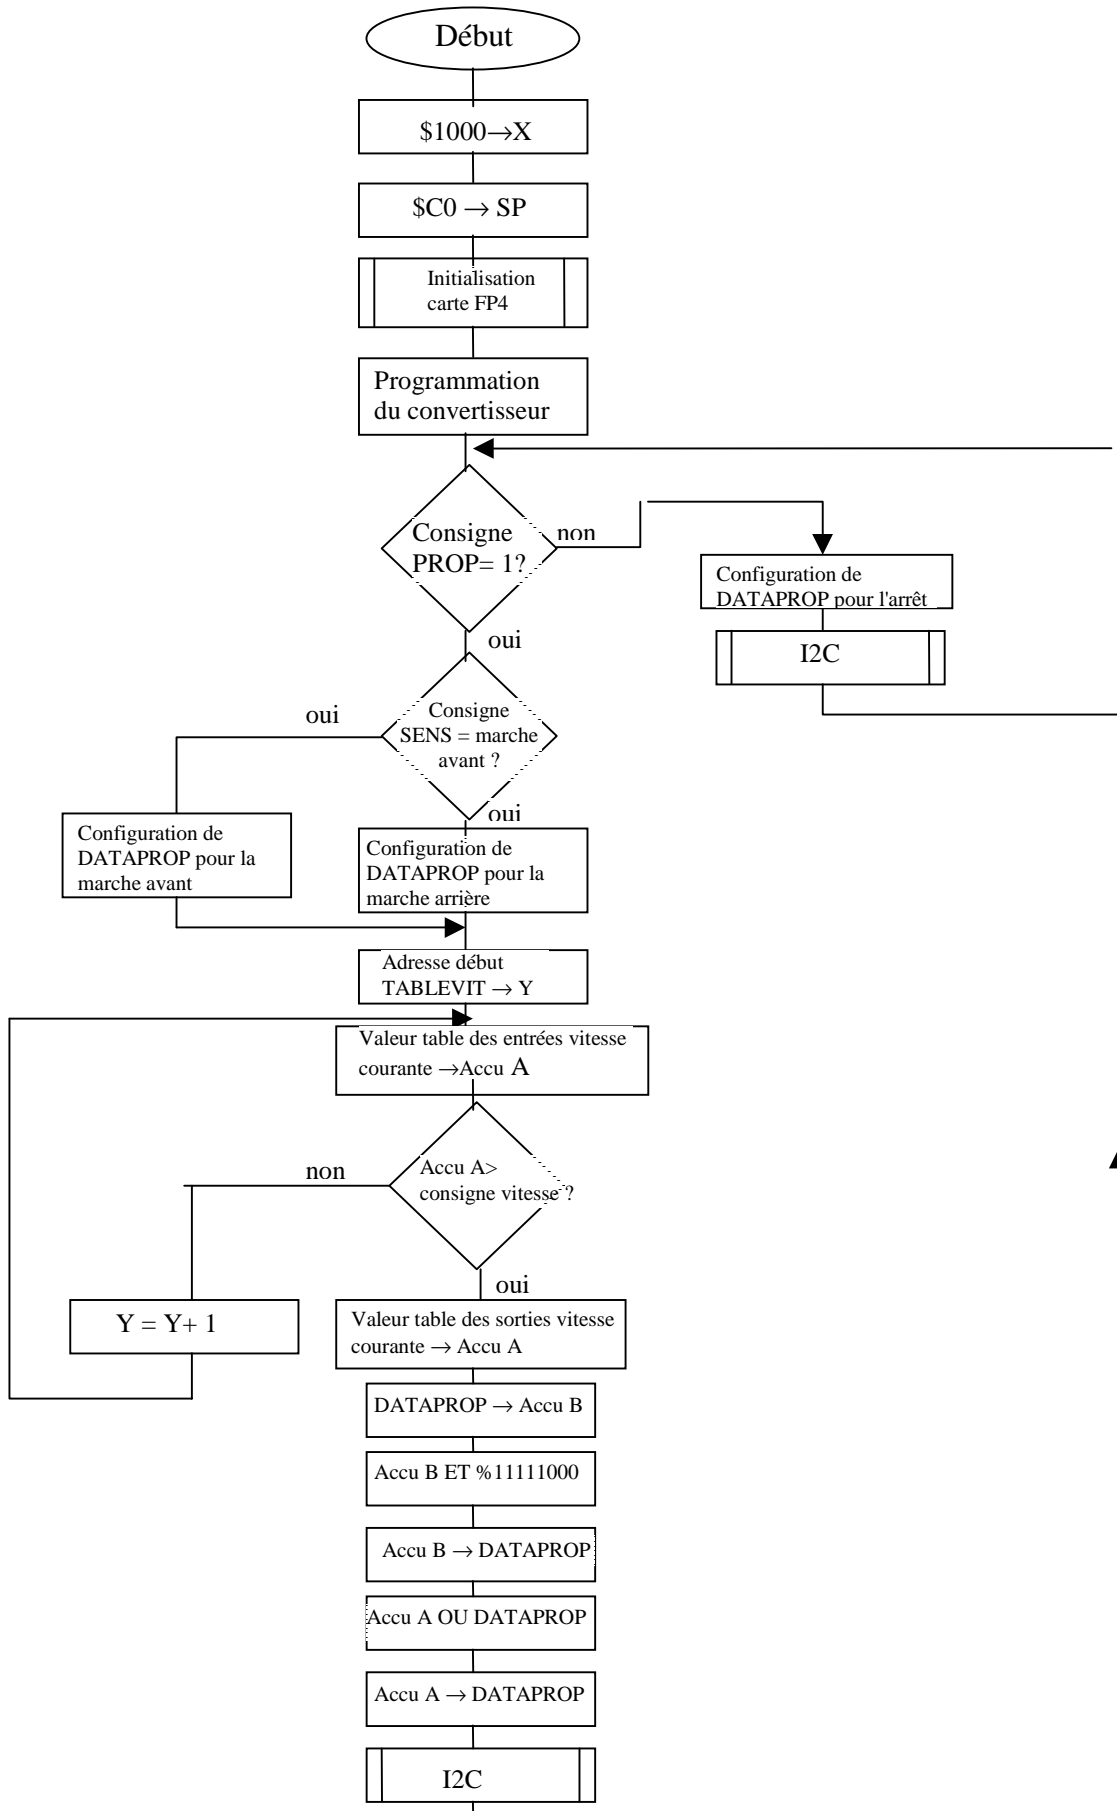 Début
$1000→X
$C0 → SP
Initialisation
carte FP4
Programmation
du convertisseur
Consigne
PROP= 1?
non
Configuration de
DATAPROP pour l'arrêt
I2C
oui
oui
Consigne
SENS = marche
avant ?
oui
Configuration de
DATAPROP pour la
marche avant
Configuration de
DATAPROP pour la
marche arrière
Adresse début
TABLEVIT → Y
Valeur table des entrées vitesse
courante →Accu A
non
Accu A>
consigne vitesse ?
oui
Y = Y+ 1
Valeur table des sorties vitesse
courante → Accu A
DATAPROP → Accu B
Accu B ET %11111000
Accu B → DATAPROP
Accu A OU DATAPROP
Accu A → DATAPROP
I2C